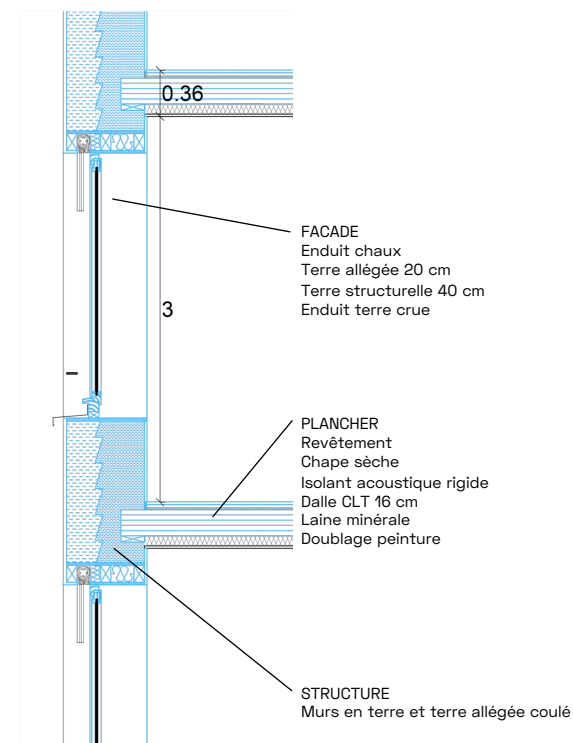 0.36
FACADE
Enduit chaux
Terre allégée 20 cm
Terre structurelle 40 cm
Enduit terre crue
3
PLANCHER
Revêtement
Chape sèche
Isolant acoustique rigide
Dalle CLT 16 cm
Laine minérale
Doublage peinture
STRUCTURE
Murs en terre et terre allégée coulé